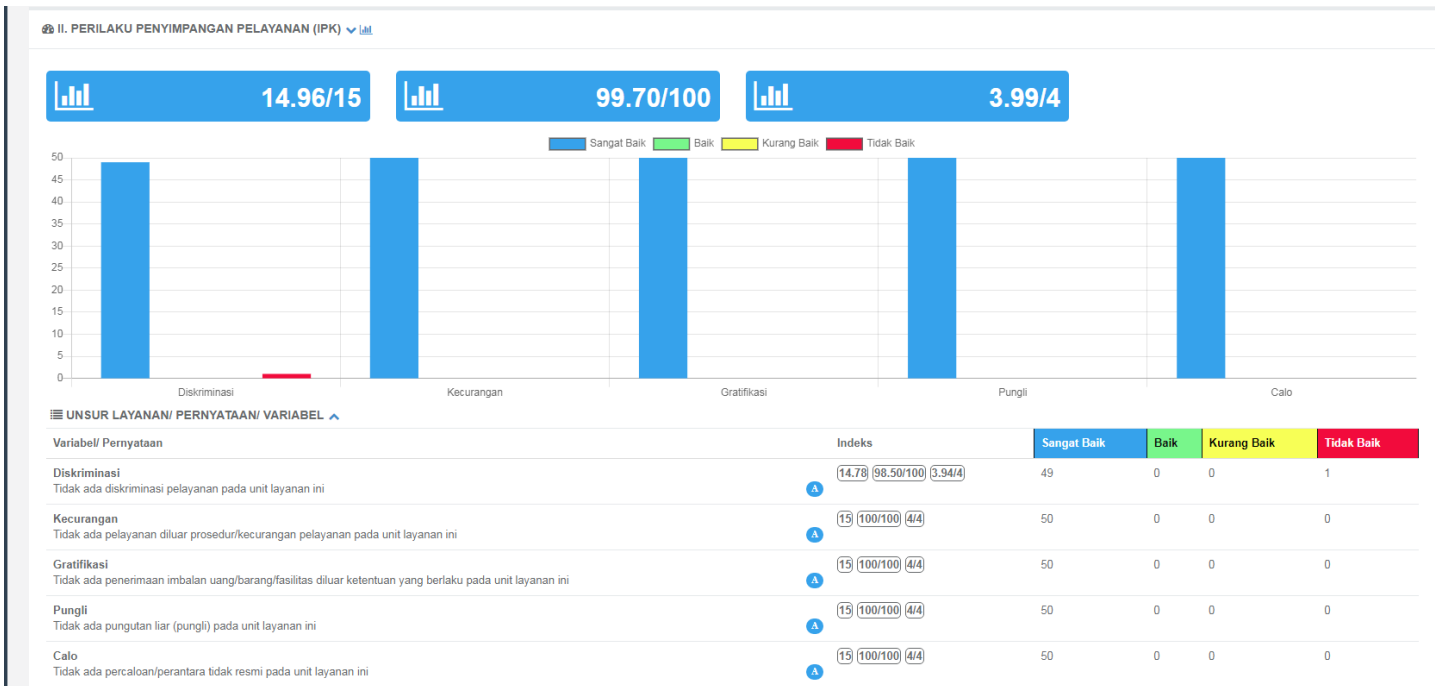 II. PERILAKU PENYIMPANGAN PELAYANAN (IPK)
14.96/15 99.70/100 3.99/4
Sangat Baik Baik Kurang Baik Tidak Baik
50
45
40
35
30
25
20
15
10
5
0
Diskriminasi Kecurangan Gratifikasi Pungli Calo
UNSUR LAYANAN/ PERNYATAAN/ VARIABEL
Variabel/ Pernyataan Indeks Sangat Baik Baik Kurang Baik Tidak Baik
Diskriminasi 14.78 98.50/100 3.94/4 49 0 0 1
Tidak ada diskriminasi pelayanan pada unit layanan ini A
Kecurangan 15 100/100 4/4 50 0 0 0
Tidak ada pelayanan diluar prosedur/kecurangan pelayanan pada unit layanan ini A
Gratifikasi 15 100/100 4/4 50 0 0 0
Tidak ada penerimaan imbalan uang/barang/fasilitas diluar ketentuan yang berlaku pada unit layanan ini A
Pungli 15 100/100 4/4 50 0 0 0
Tidak ada pungutan liar (pungli) pada unit layanan ini A
Calo 15 100/100 4/4 50 0 0 0
Tidak ada percaloan/perantara tidak resmi pada unit layanan ini A